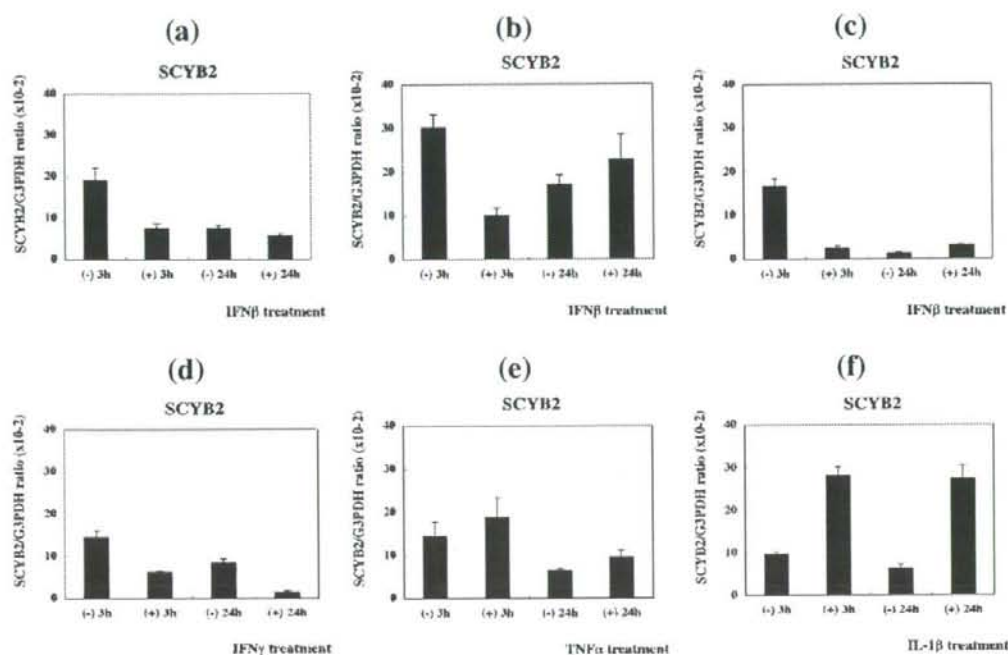 (a)
SCYB2
SCYB2/G3PDH ratio (x10-2)
40
30
20
10
0
(-) 3h (+) 3h (-) 24h (+) 24h
IFNβ treatment
(b)
SCYB2
SCYB2/G3PDH ratio (x10-2)
40
30
20
10
0
(-) 3h (+) 3h (-) 24h (+) 24h
IFNβ treatment
(c)
SCYB2
SCYB2/G3PDH ratio (x10-2)
40
30
20
10
0
(-) 3h (+) 3h (-) 24h (+) 24h
IFNβ treatment
(d)
SCYB2
SCYB2/G3PDH ratio (x10-2)
40
30
20
10
0
(-) 3h (+) 3h (-) 24h (+) 24h
IFNγ treatment
(e)
SCYB2
SCYB2/G3PDH ratio (x10-2)
40
30
20
10
0
(-) 3h (+) 3h (-) 24h (+) 24h
TNFα treatment
(f)
SCYB2
SCYB2/G3PDH ratio (x10-2)
40
30
20
10
0
(-) 3h (+) 3h (-) 24h (+) 24h
IL-1β treatment